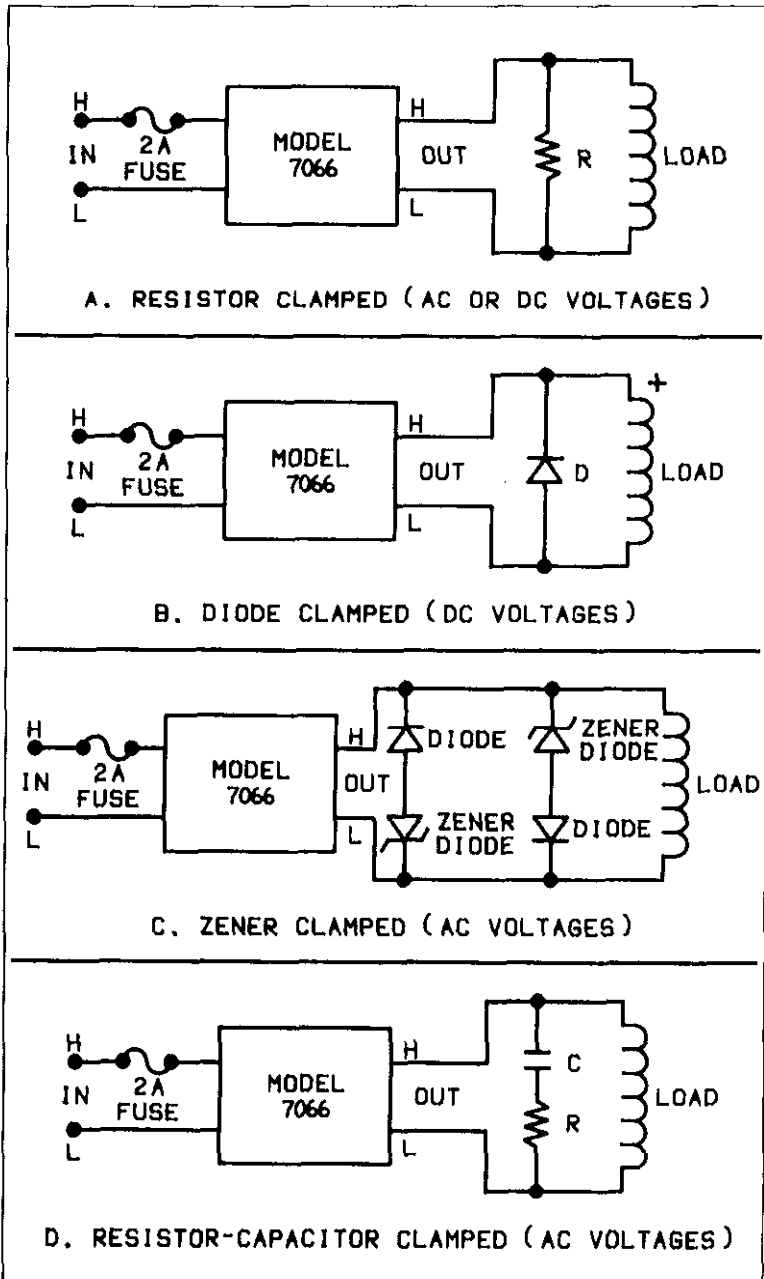 H
IN
L
2A
FUSE
MODEL
7066
H
OUT
L
R
LOAD
A. RESISTOR CLAMPED (AC OR DC VOLTAGES)
H
IN
L
2A
FUSE
MODEL
7066
H
OUT
L
D
+
LOAD
B. DIODE CLAMPED (DC VOLTAGES)
H
IN
L
2A
FUSE
MODEL
7066
H
OUT
L
DIODE
ZENER
DIODE
ZENER
DIODE
DIODE
LOAD
C. ZENER CLAMPED (AC VOLTAGES)
H
IN
L
2A
FUSE
MODEL
7066
H
OUT
L
C
R
LOAD
D. RESISTOR-CAPACITOR CLAMPED (AC VOLTAGES)